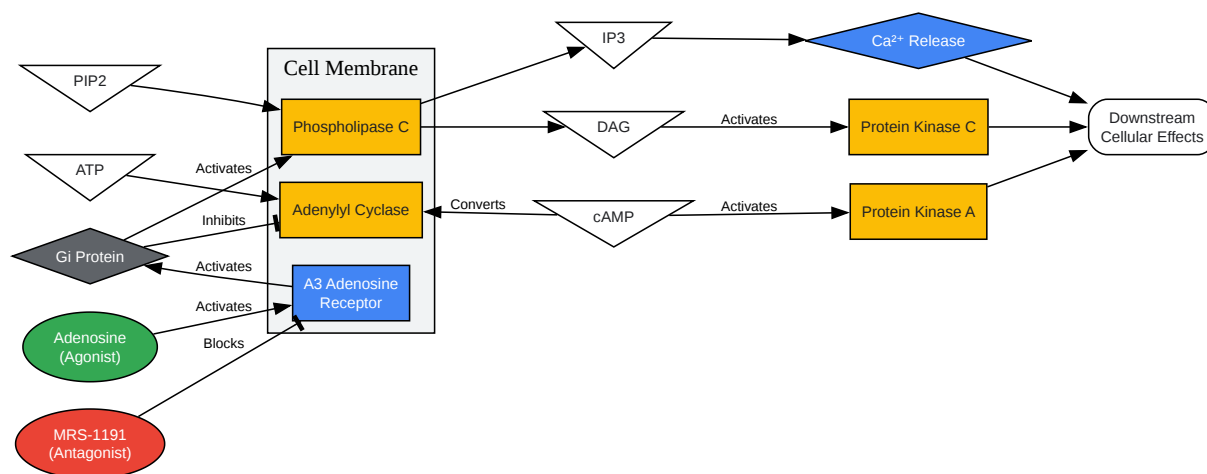 IP3
Ca²⁺ Release
Cell Membrane
PIP2
Phospholipase C
DAG
Activates
Protein Kinase C
Downstream
Cellular Effects
Activates
ATP
Adenylyl Cyclase
Inhibits
Converts
cAMP
Activates
Protein Kinase A
Gi Protein
Activates
A3 Adenosine
Receptor
Activates
Adenosine
(Agonist)
Blocks
MRS-1191
(Antagonist)